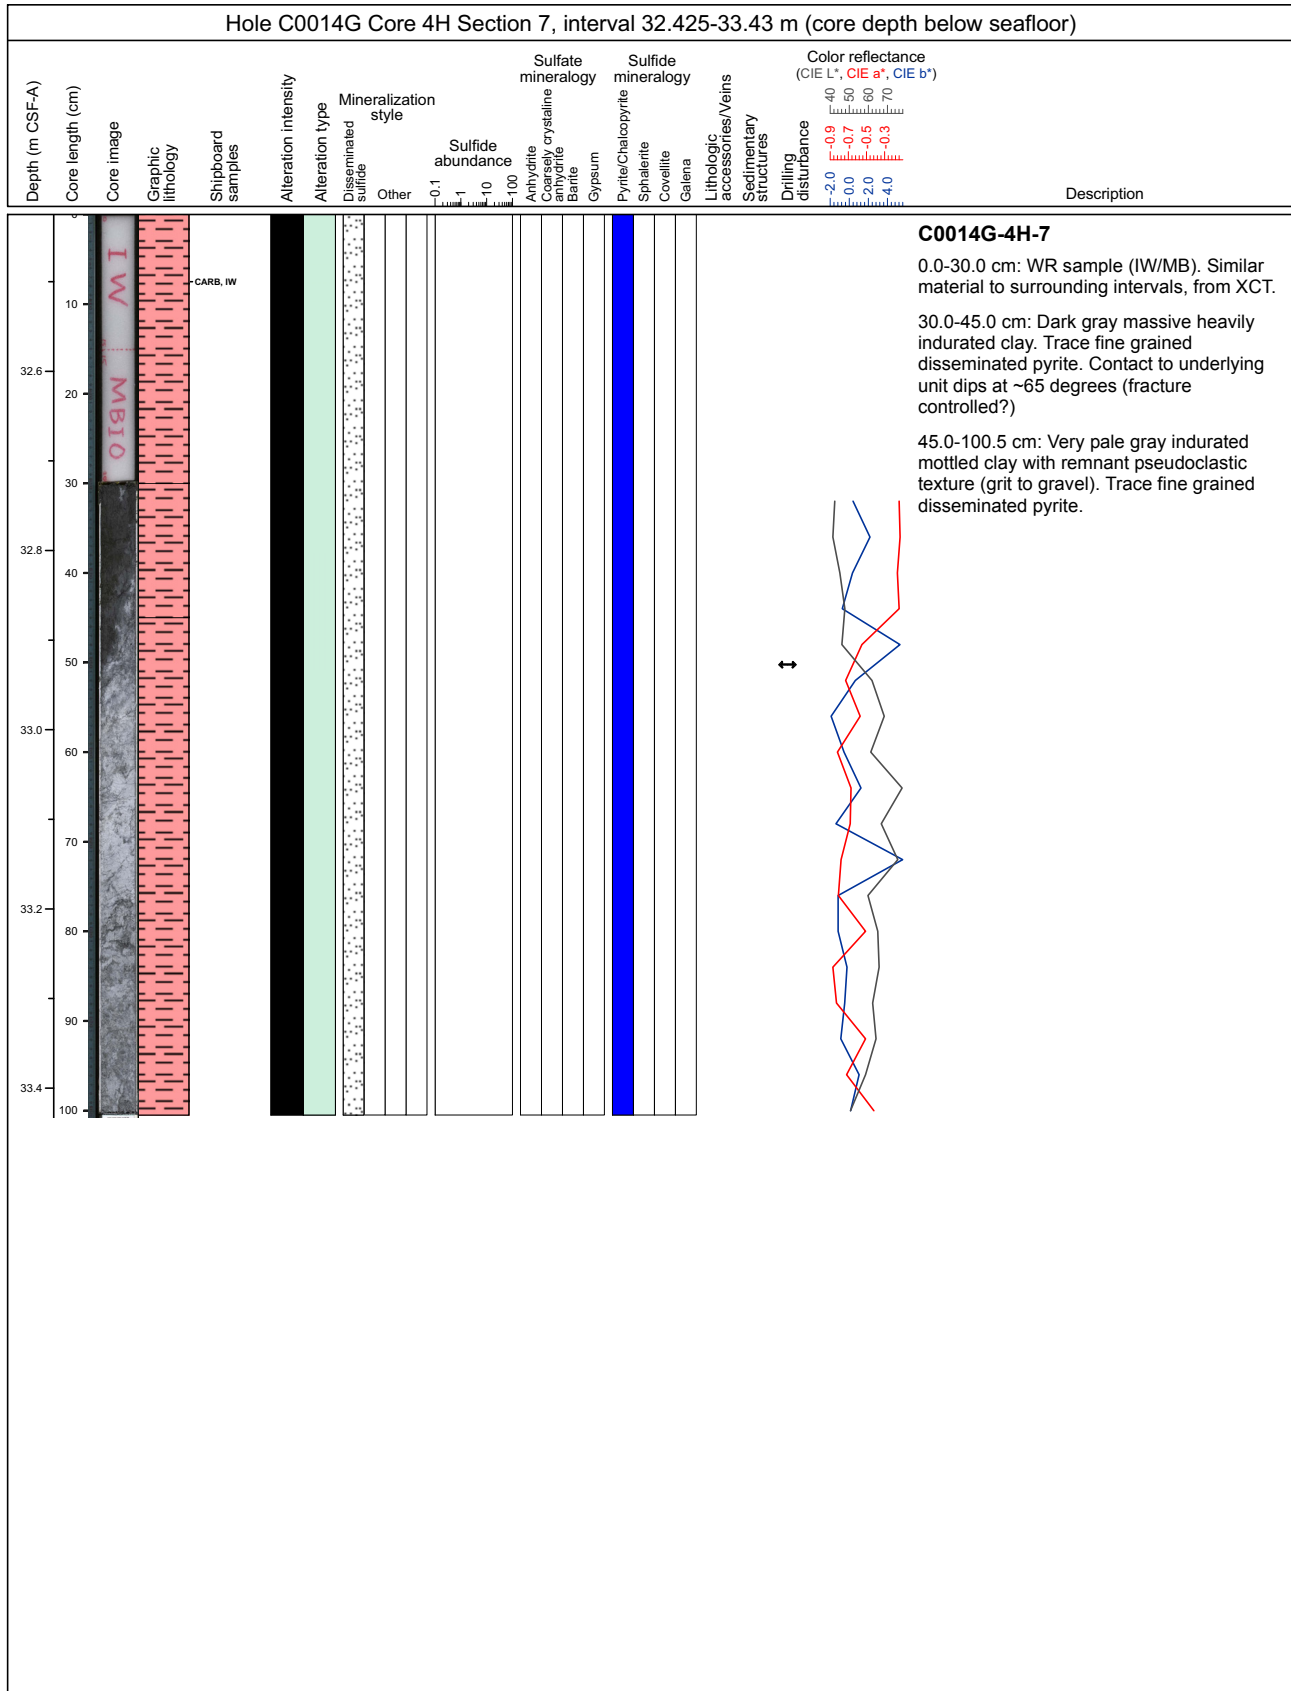 Hole C0014G Core 4H Section 7, interval 32.425-33.43 m (core depth below seafloor)
Depth (m CSF-A)
Core length (cm)
Core image
Graphic
lithology
Shipboard
samples
Alteration intensity
Alteration type
Mineralization
style
Disseminated
sulfide
Other
Sulfide
abundance
0.1
1
10
100
Sulfate
mineralogy
Anhydrite
Coarsely crystaline
anhydrite
Barite
Gypsum
Sulfide
mineralogy
Pyrite/Chalcopyrite
Sphalerite
Covellite
Galena
Lithologic
accessories/Veins
Sedimentary
structures
Drilling
disturbance
Color reflectance
(CIE L*, CIE a*, CIE b*)
40 50 60 70
-0.9 -0.7 -0.5 -0.3
-2.0 0.0 2.0 4.0
Description
32.6
32.8
33.0
33.2
33.4
0
10
20
30
40
50
60
70
80
90
100
I W
MBIO
CARB, IW
C0014G-4H-7
0.0-30.0 cm: WR sample (IW/MB). Similar
material to surrounding intervals, from XCT.
30.0-45.0 cm: Dark gray massive heavily
indurated clay. Trace fine grained
disseminated pyrite. Contact to underlying
unit dips at ~65 degrees (fracture
controlled?)
45.0-100.5 cm: Very pale gray indurated
mottled clay with remnant pseudoclastic
texture (grit to gravel). Trace fine grained
disseminated pyrite.